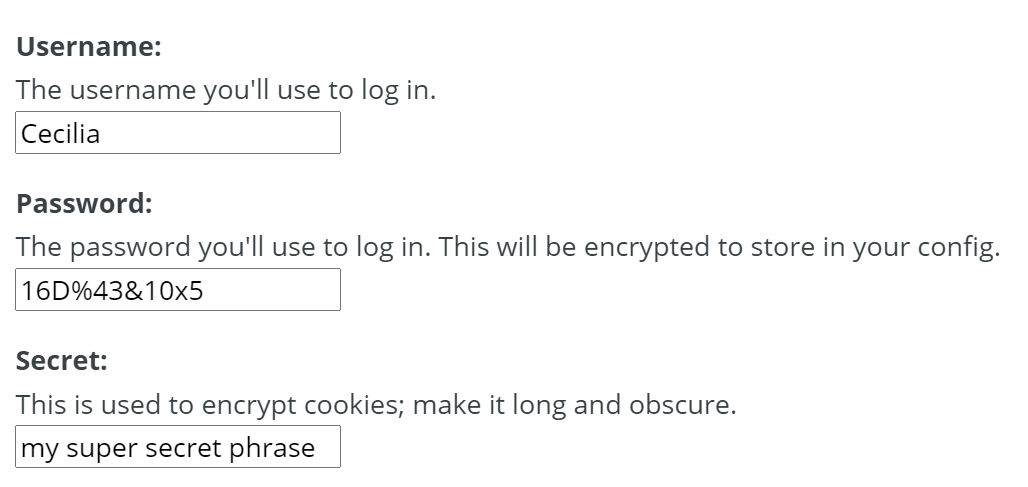 Username:
The username you'll use to log in.
Cecilia
Password:
The password you'll use to log in. This will be encrypted to store in your config.
16D%43&10x5
Secret:
This is used to encrypt cookies; make it long and obscure.
my super secret phrase